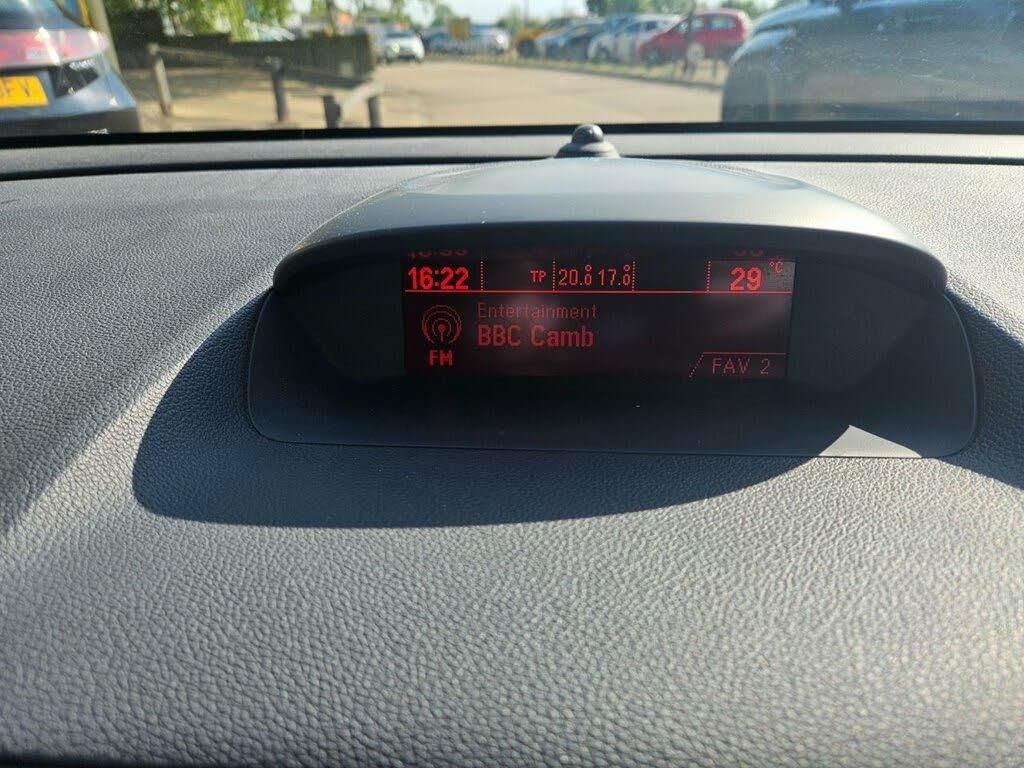 16:22 TP 20.0 17.0 29 °C
Entertainment
BBC Camb
FM
FAV 2